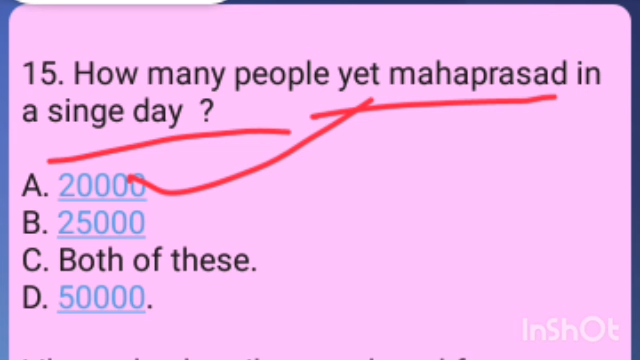 15. How many people yet mahaprasad in
a singe day ?
A. 20000
B. 25000
C. Both of these.
D. 50000.
InShOt